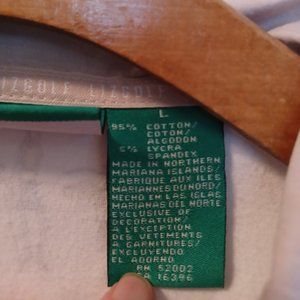 LIZGOLF LIZGOLF
L
95% COTTON/
COTON/
ALGODON
5% LYCRA
SPANDEX
MADE IN NORTHERN
MARIANA ISLANDS/
FABRIQUE AUX ILES
MARIANNES DU NORD/
HECHO EN LAS ISLAS
MARIANAS DEL NORTE
EXCLUSIVE OF
DECORATION/
A L'EXCEPTION
DES VETEMENTS
A GARNITURES/
EXCLUYENDO
EL ADORNO
RN 52002
CA 16396